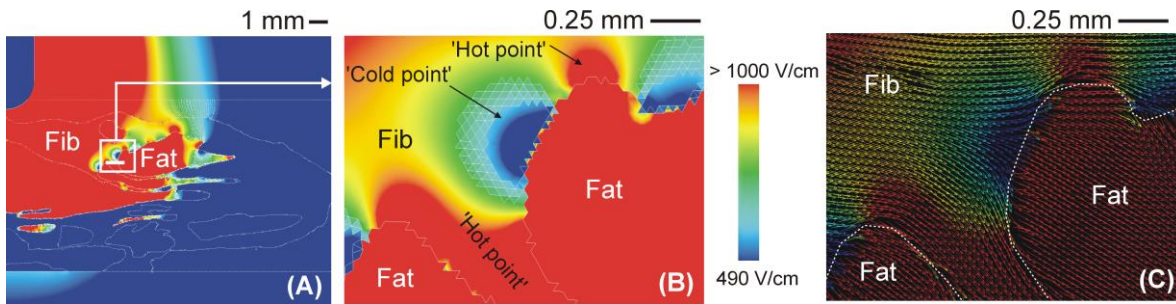 1 mm
Fib
Fat
(A)
0.25 mm
'Hot point'
'Cold point'
Fib
Fat
'Hot point'
Fat
(B)
> 1000 V/cm
490 V/cm
0.25 mm
Fib
Fat
Fat
(C)